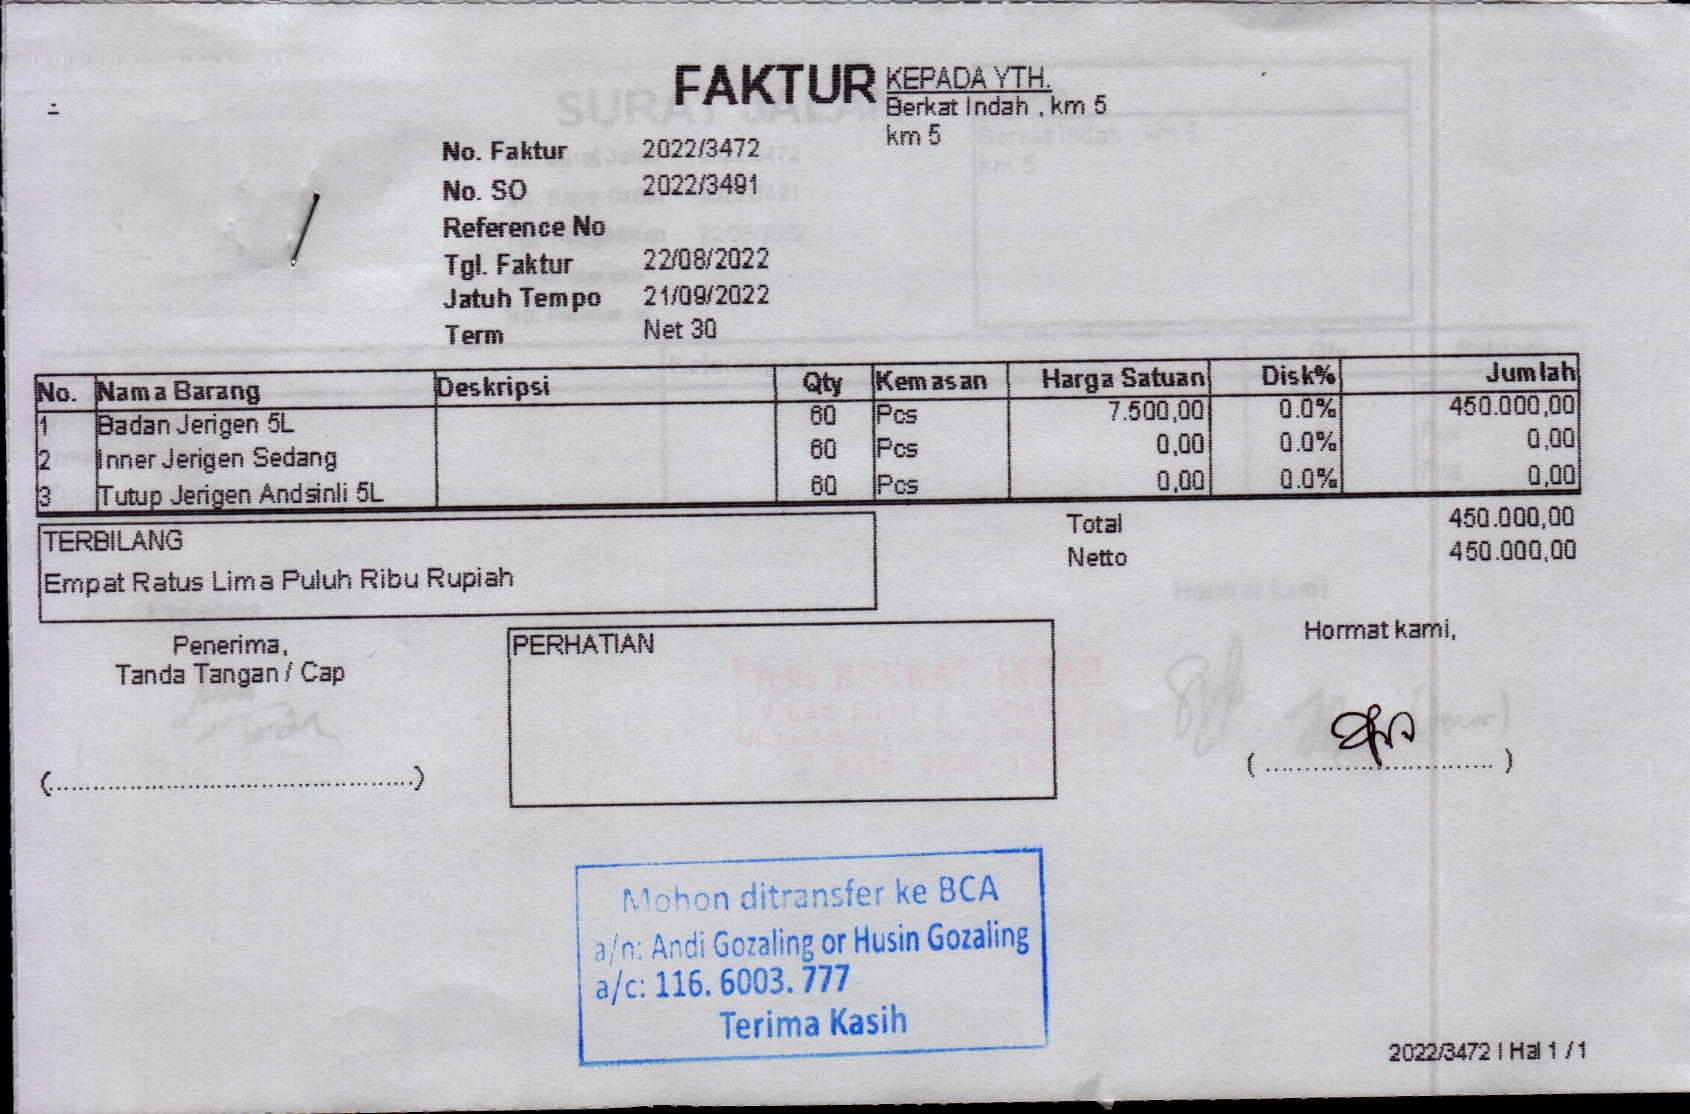 FAKTUR
KEPADA YTH.
Berkat Indah , km 5
km 5
No. Faktur 2022/3472
No. SO 2022/3491
Reference No
Tgl. Faktur 22/08/2022
Jatuh Tempo 21/09/2022
Term Net 30
No. Nama Barang Deskripsi Qty Kemasan Harga Satuan Disk% Jumlah
1 Badan Jerigen 5L 60 Pcs 7.500,00 0.0% 450.000,00
2 Inner Jerigen Sedang 60 Pcs 0,00 0.0% 0,00
3 Tutup Jerigen Andsinli 5L 60 Pcs 0,00 0.0% 0,00
TERBILANG
Empat Ratus Lima Puluh Ribu Rupiah
Total 450.000,00
Netto 450.000,00
Penerima,
Tanda Tangan / Cap
(..............................................)
PERHATIAN
Hormat kami,
( ................................ )
Mohon ditransfer ke BCA
a/n: Andi Gozaling or Husin Gozaling
a/c: 116. 6003. 777
Terima Kasih
2022/3472 | Hal 1 / 1